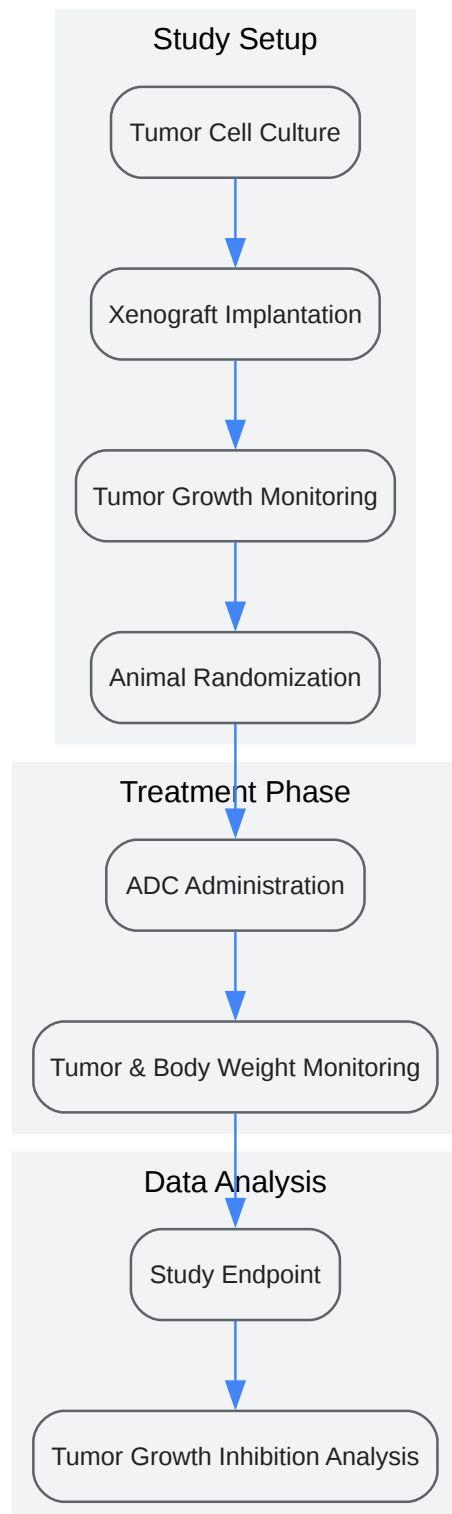 Study Setup
Tumor Cell Culture
Xenograft Implantation
Tumor Growth Monitoring
Animal Randomization
Treatment Phase
ADC Administration
Tumor & Body Weight Monitoring
Data Analysis
Study Endpoint
Tumor Growth Inhibition Analysis